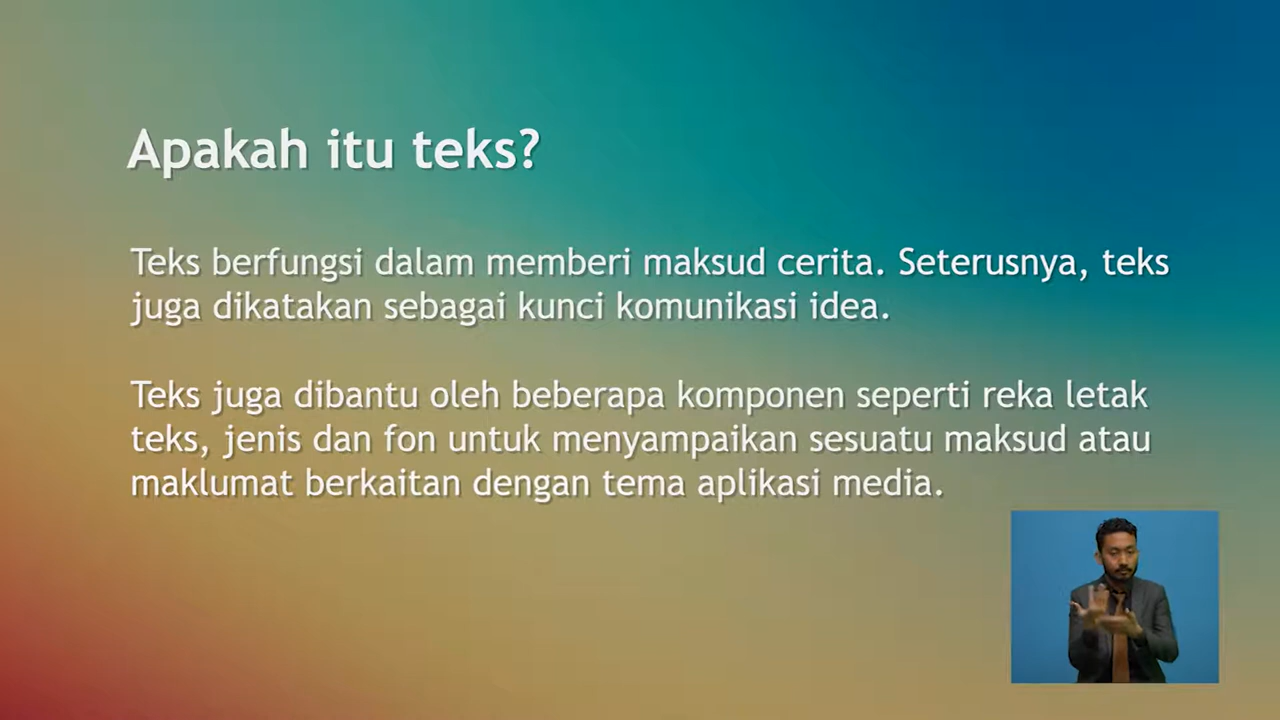 Apakah itu teks?
Teks berfungsi dalam memberi maksud cerita. Seterusnya, teks
juga dikatakan sebagai kunci komunikasi idea.
Teks juga dibantu oleh beberapa komponen seperti reka letak
teks, jenis dan fon untuk menyampaikan sesuatu maksud atau
maklumat berkaitan dengan tema aplikasi media.